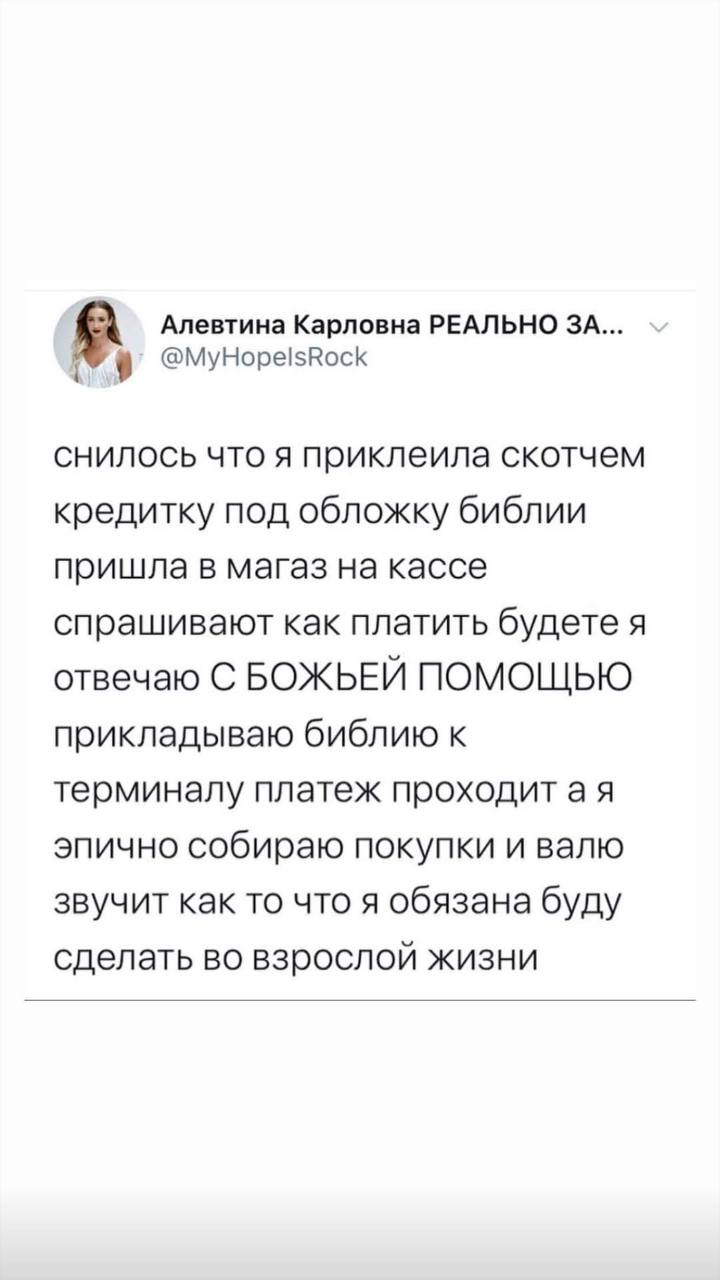 Алевтина Карловна РЕАЛЬНО ЗА...
@MyHopeIsRock
снилось что я приклеила скотчем
кредитку под обложку библии
пришла в магаз на кассе
спрашивают как платить будете я
отвечаю С БОЖЬЕЙ ПОМОЩЬЮ
прикладываю библию к
терминалу платеж проходит а я
эпично собираю покупки и валю
звучит как то что я обязана буду
сделать во взрослой жизни